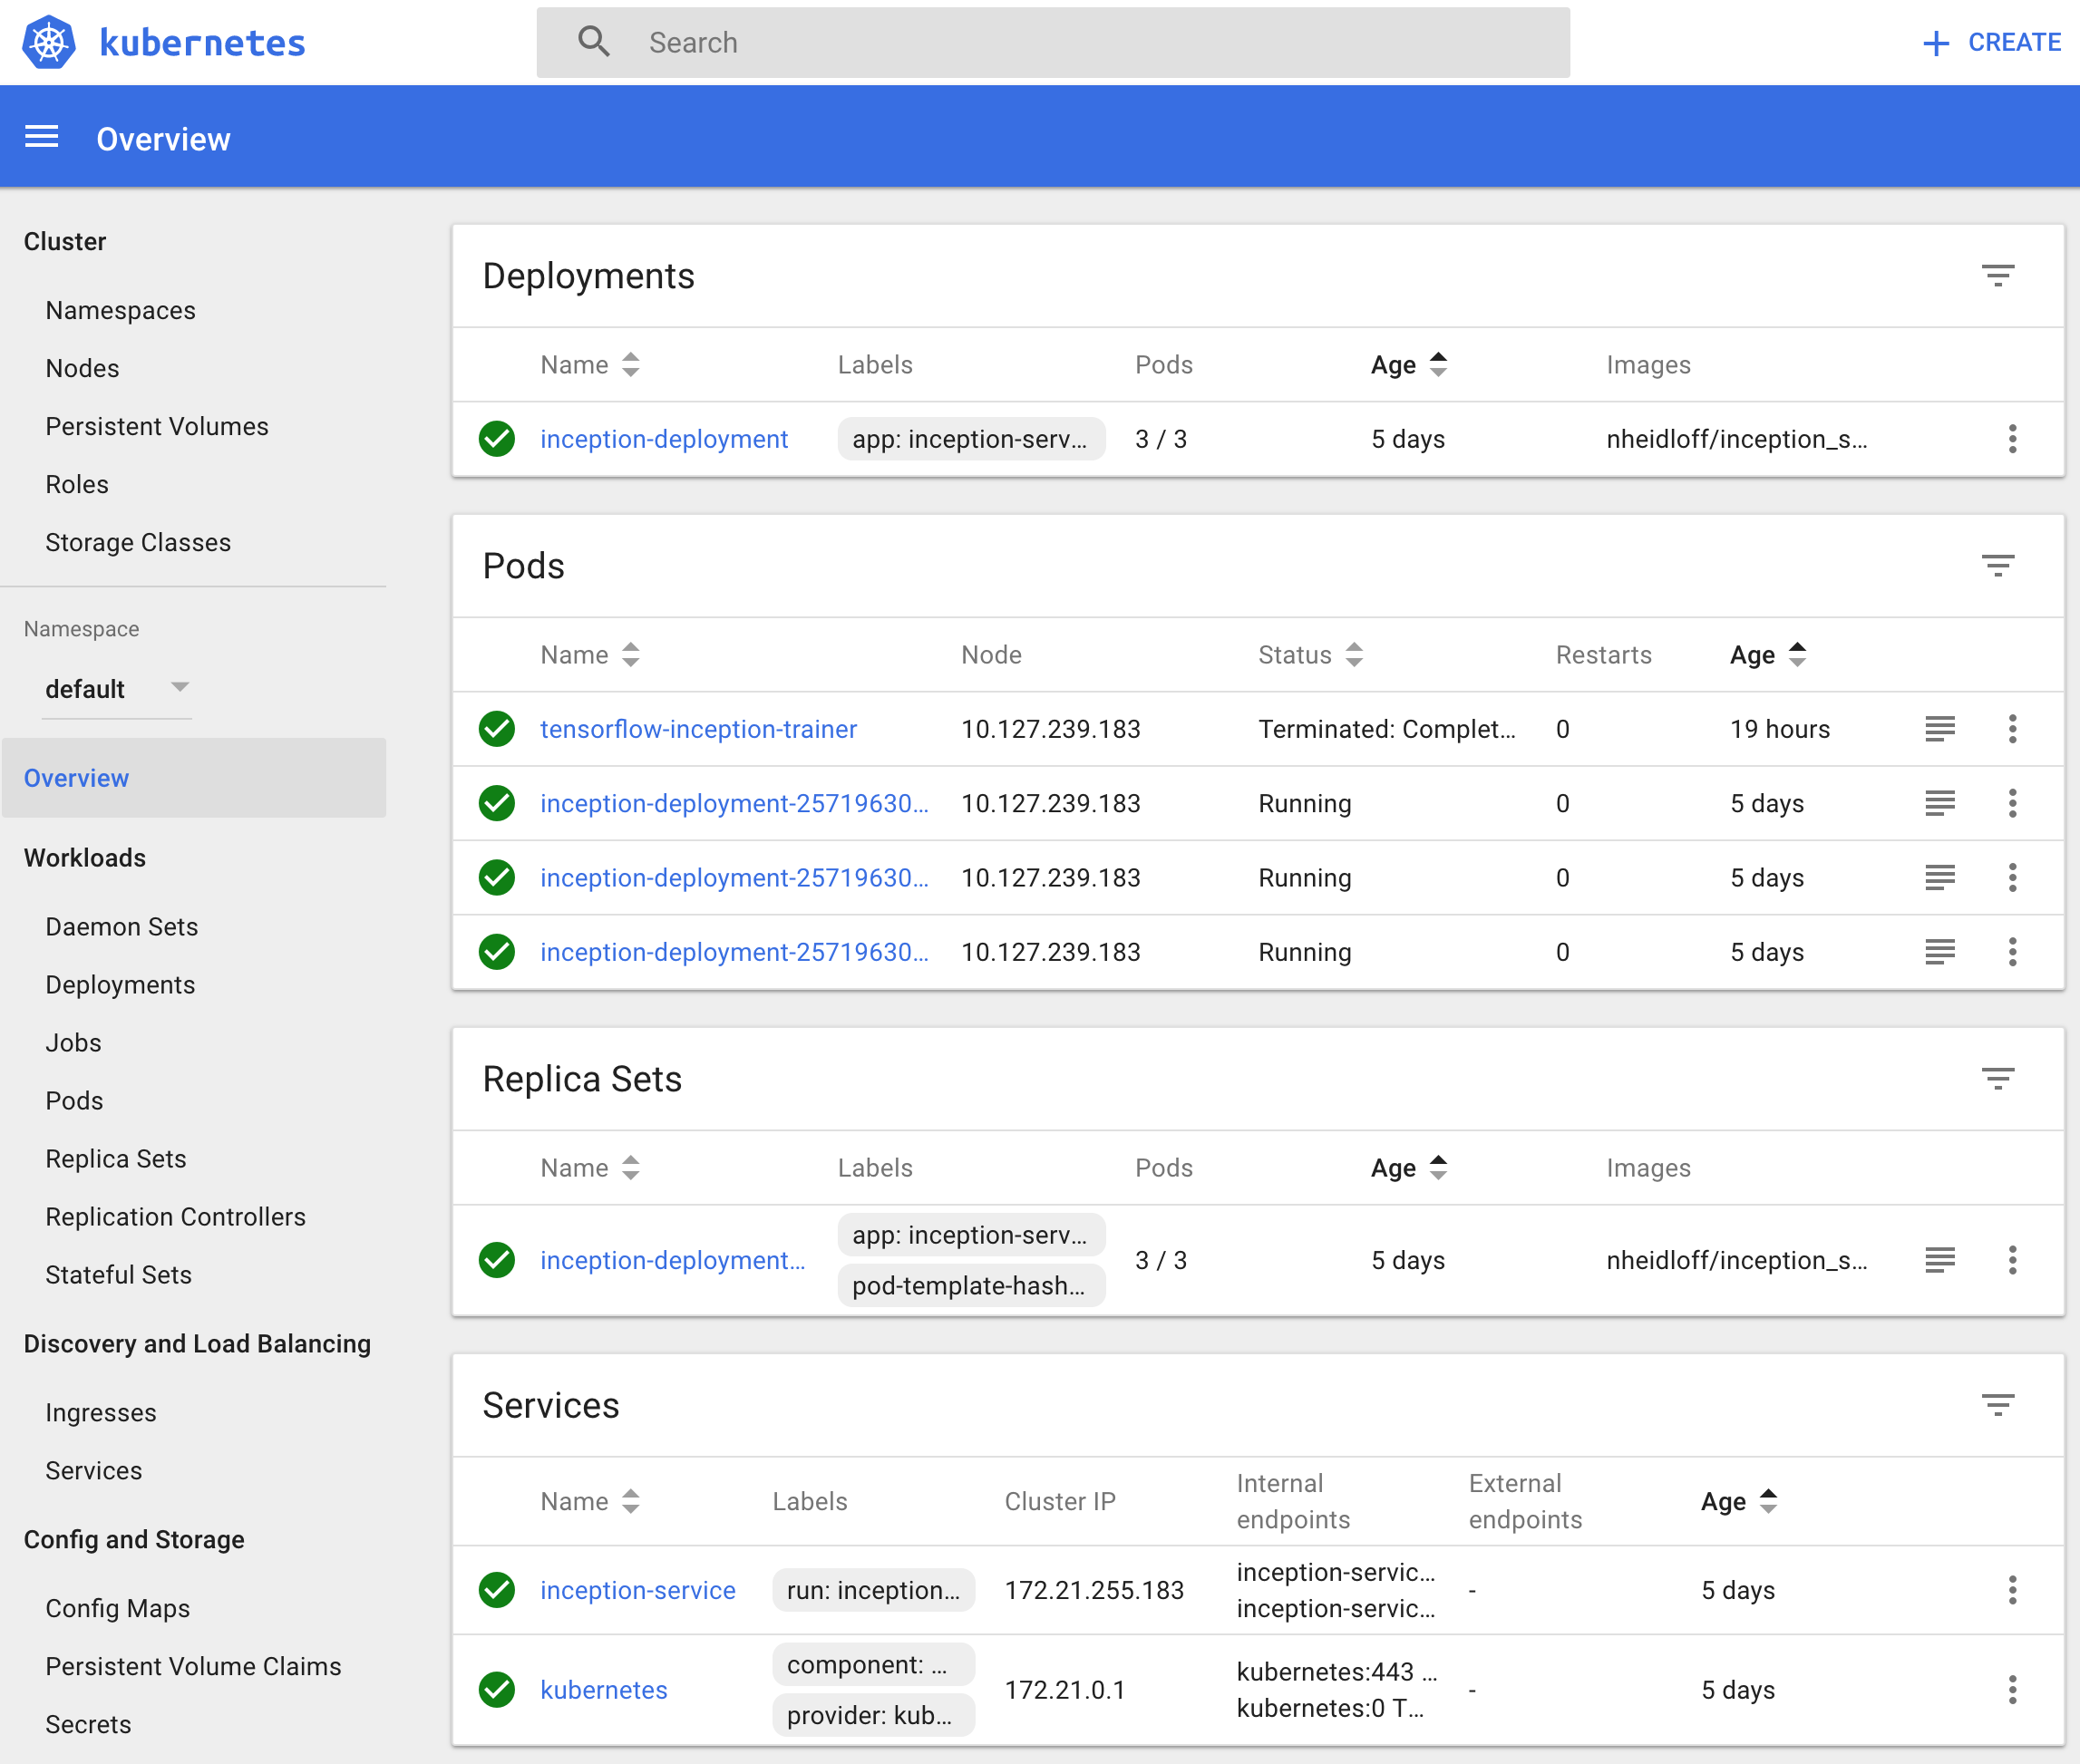 kubernetes
Search
CREATE
Overview
Cluster
Namespaces
Nodes
Persistent Volumes
Roles
Storage Classes
Namespace
default
Overview
Workloads
Daemon Sets
Deployments
Jobs
Pods
Replica Sets
Replication Controllers
Stateful Sets
Discovery and Load Balancing
Ingresses
Services
Config and Storage
Config Maps
Persistent Volume Claims
Secrets
Deployments
Name Labels Pods Age Images
inception-deployment app: inception-serv... 3 / 3 5 days nheidloff/inception_s...
Pods
Name Node Status Restarts Age
tensorflow-inception-trainer 10.127.239.183 Terminated: Complet... 0 19 hours
inception-deployment-25719630... 10.127.239.183 Running 0 5 days
inception-deployment-25719630... 10.127.239.183 Running 0 5 days
inception-deployment-25719630... 10.127.239.183 Running 0 5 days
Replica Sets
Name Labels Pods Age Images
inception-deployment... app: inception-serv... 3 / 3 5 days nheidloff/inception_s...
pod-template-hash...
Services
Name Labels Cluster IP Internal endpoints External endpoints Age
inception-service run: inception... 172.21.255.183 inception-servic... - 5 days
inception-servic...
kubernetes component: ... 172.21.0.1 kubernetes:443 ... - 5 days
provider: kub... kubernetes:0 T...